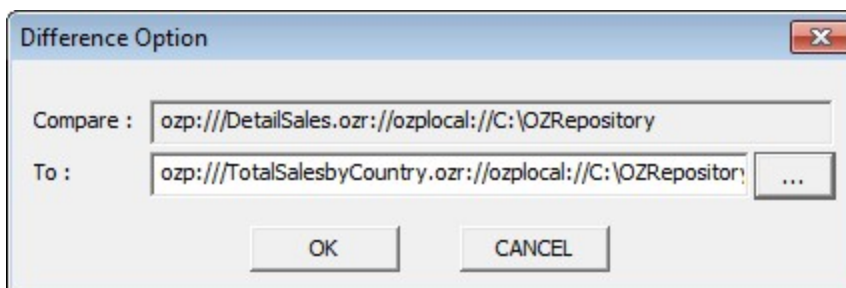 Difference Option
Compare : ozp:///DetailSales.ozr://ozplocal://C:\OZRepository
To : ozp:///TotalSalesbyCountry.ozr://ozplocal://C:\OZRepository ...
OK CANCEL